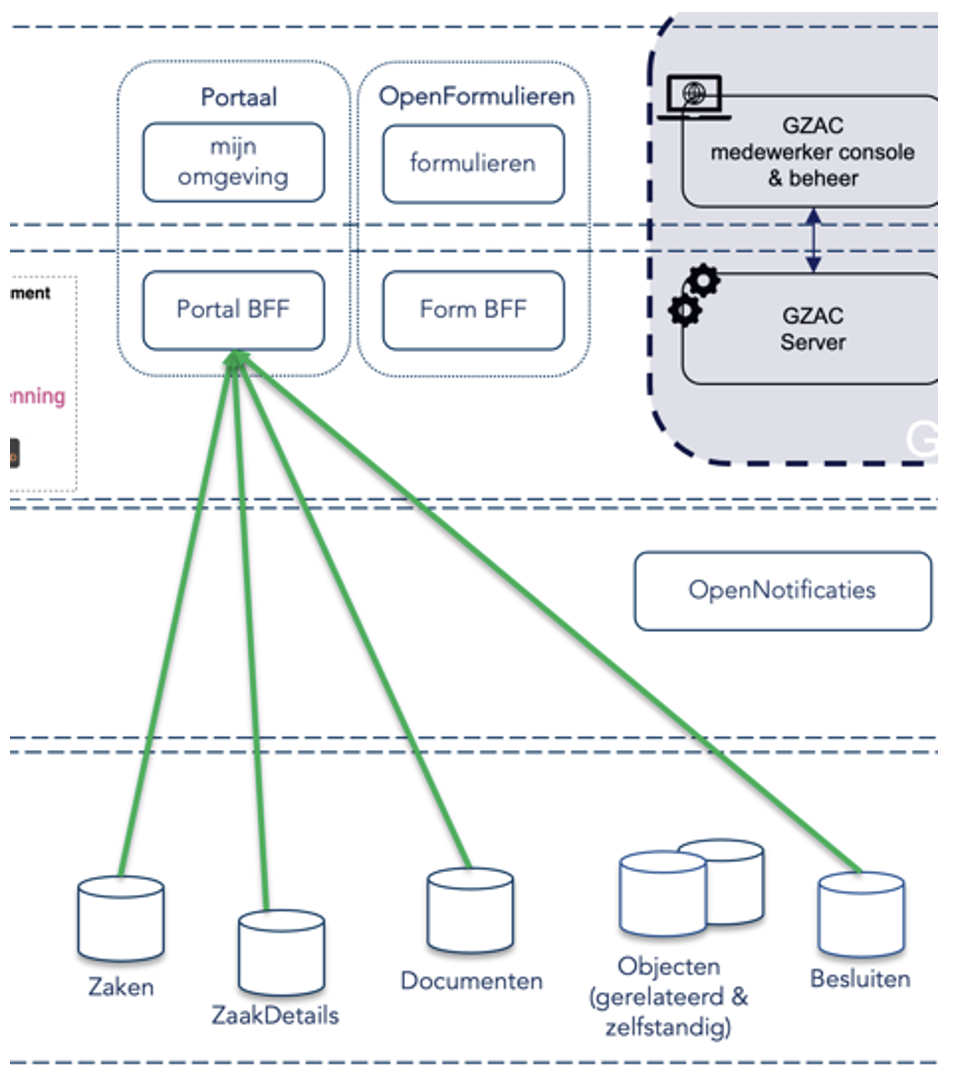 Portaal
OpenFormulieren
mijn
omgeving
formulieren
GZAC
medewerker console
& beheer
Portal BFF
Form BFF
GZAC
Server
ment
enning
G
OpenNotificaties
Zaken
ZaakDetails
Documenten
Objecten
(gerelateerd &
zelfstandig)
Besluiten